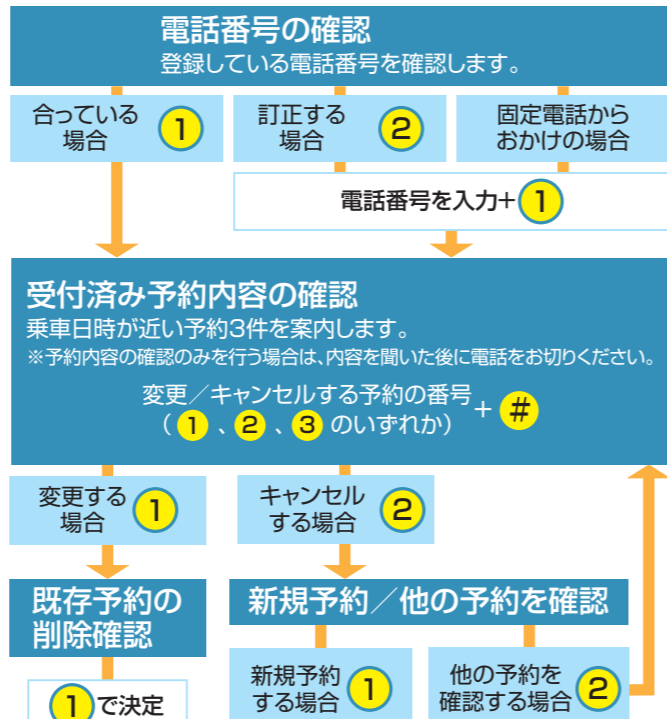 電話番号の確認
登録している電話番号を確認します。
合っている
場合
1
訂正する
場合
2
固定電話から
おかけの場合
電話番号を入力+1
受付済み予約内容の確認
乗車日時が近い予約3件を案内します。
※予約内容の確認のみを行う場合は、内容を聞いた後に電話をお切りください。
変更/キャンセルする予約の番号
(1、2、3のいずれか)
+ #
変更する
場合
1
キャンセル
する場合
2
既存予約の
削除確認
1で決定
新規予約/他の予約を確認
新規予約
する場合
1
他の予約を
確認する場合
2